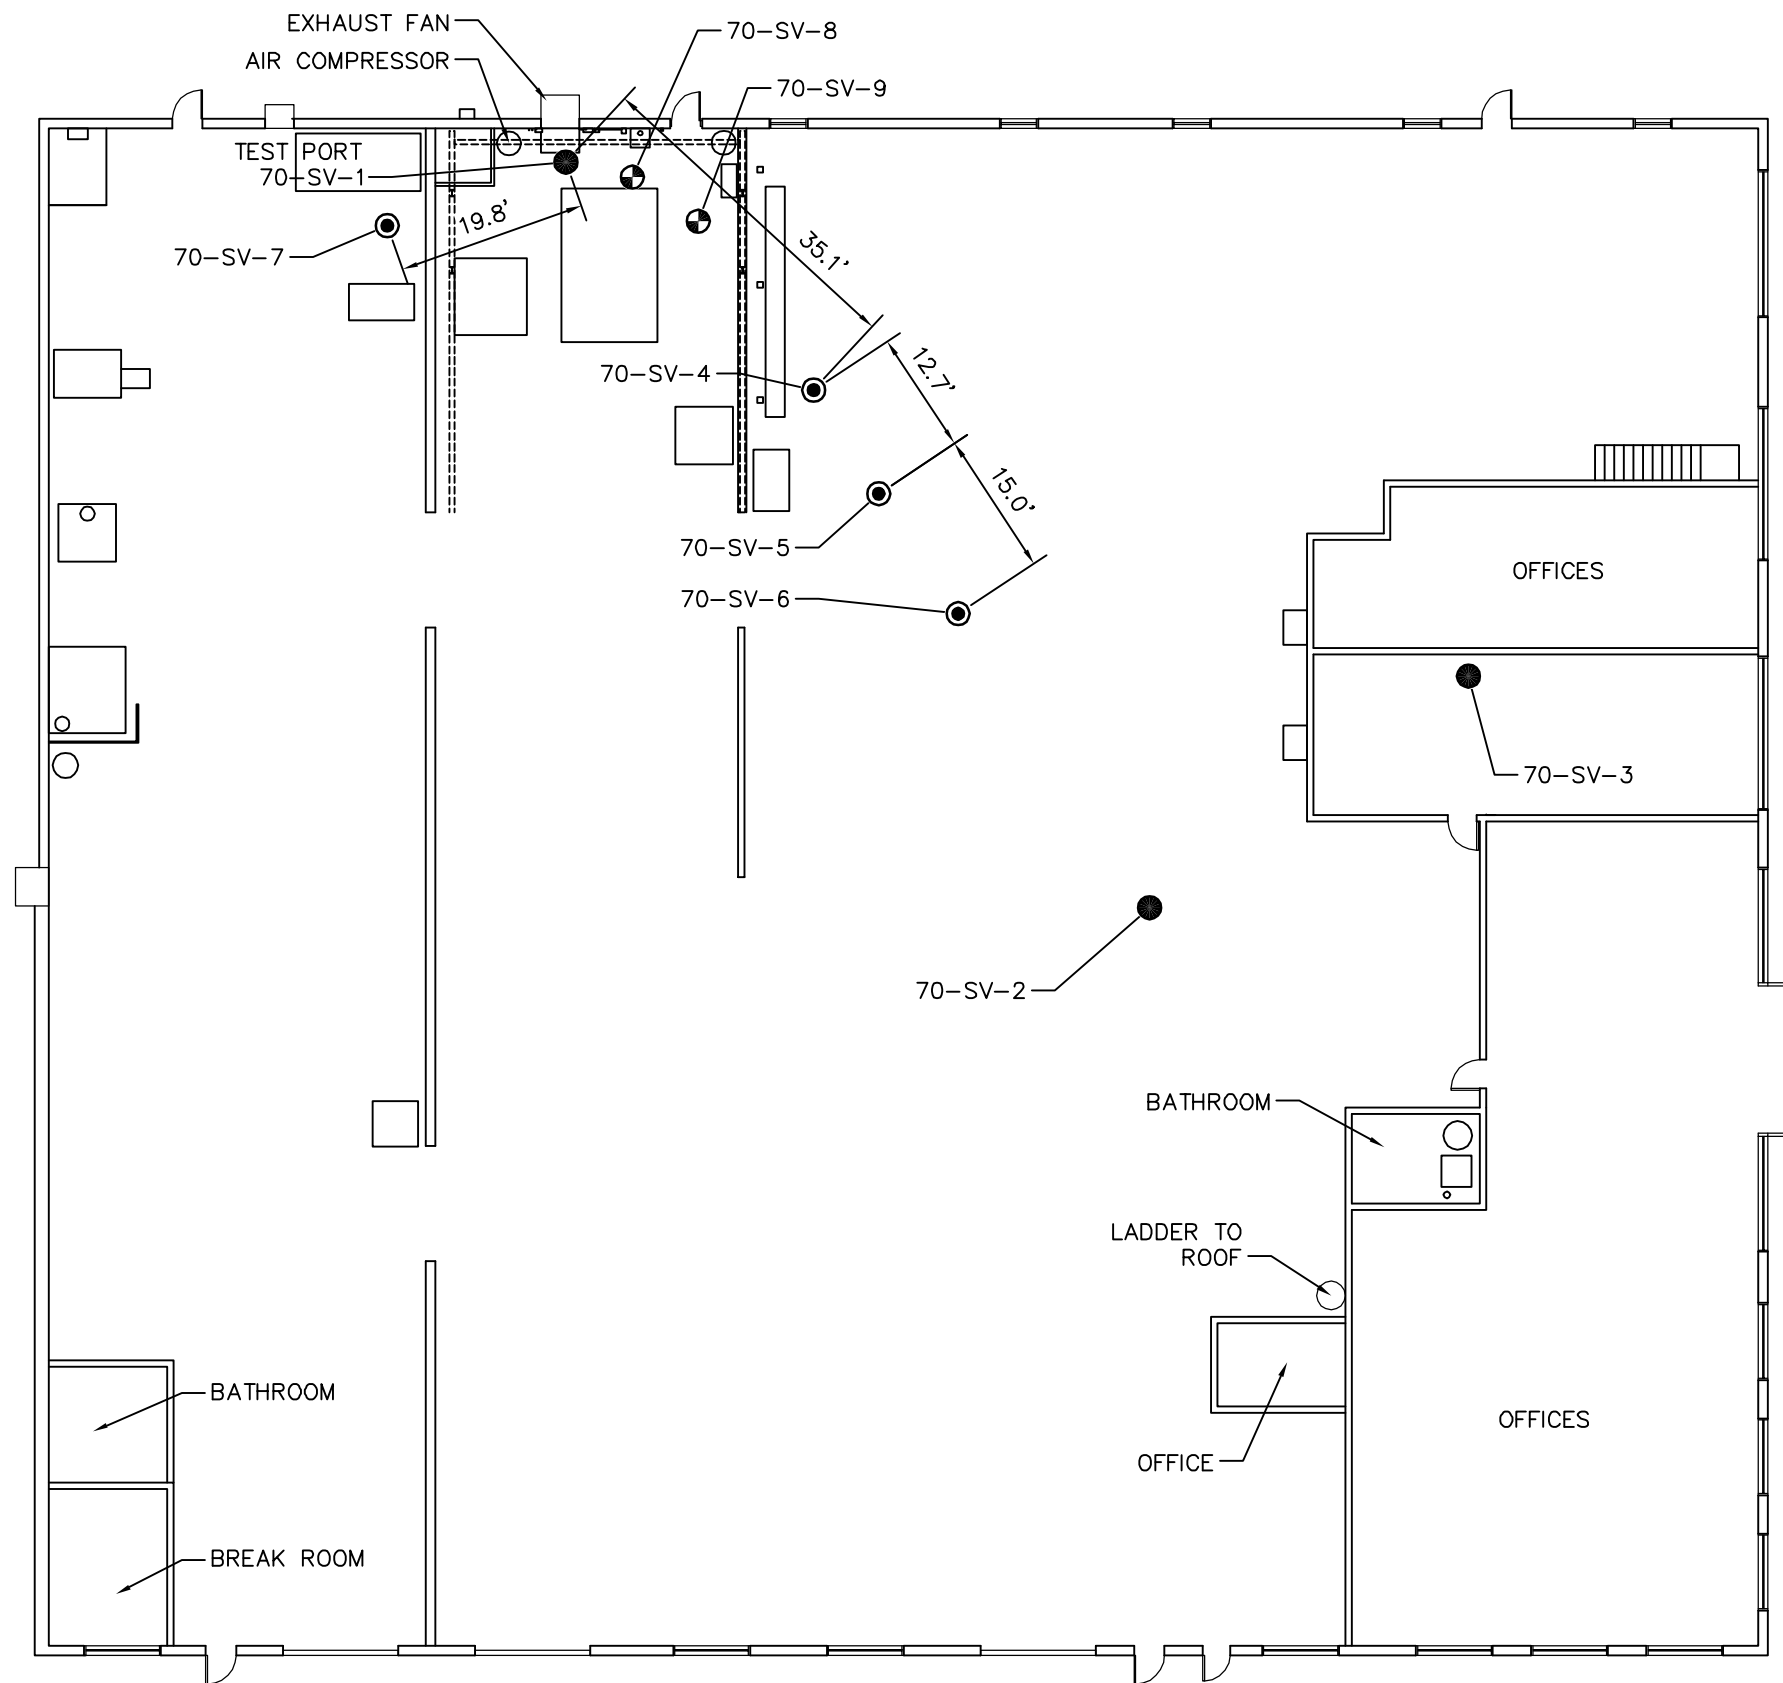 EXHAUST FAN
70-SV-8
AIR COMPRESSOR
70-SV-9
TEST PORT
70-SV-1
19.8'
35.1'
70-SV-7
70-SV-4
12.7'
15.0'
70-SV-5
OFFICES
70-SV-6
70-SV-3
70-SV-2
BATHROOM
LADDER TO
ROOF
BATHROOM
OFFICES
OFFICE
BREAK ROOM